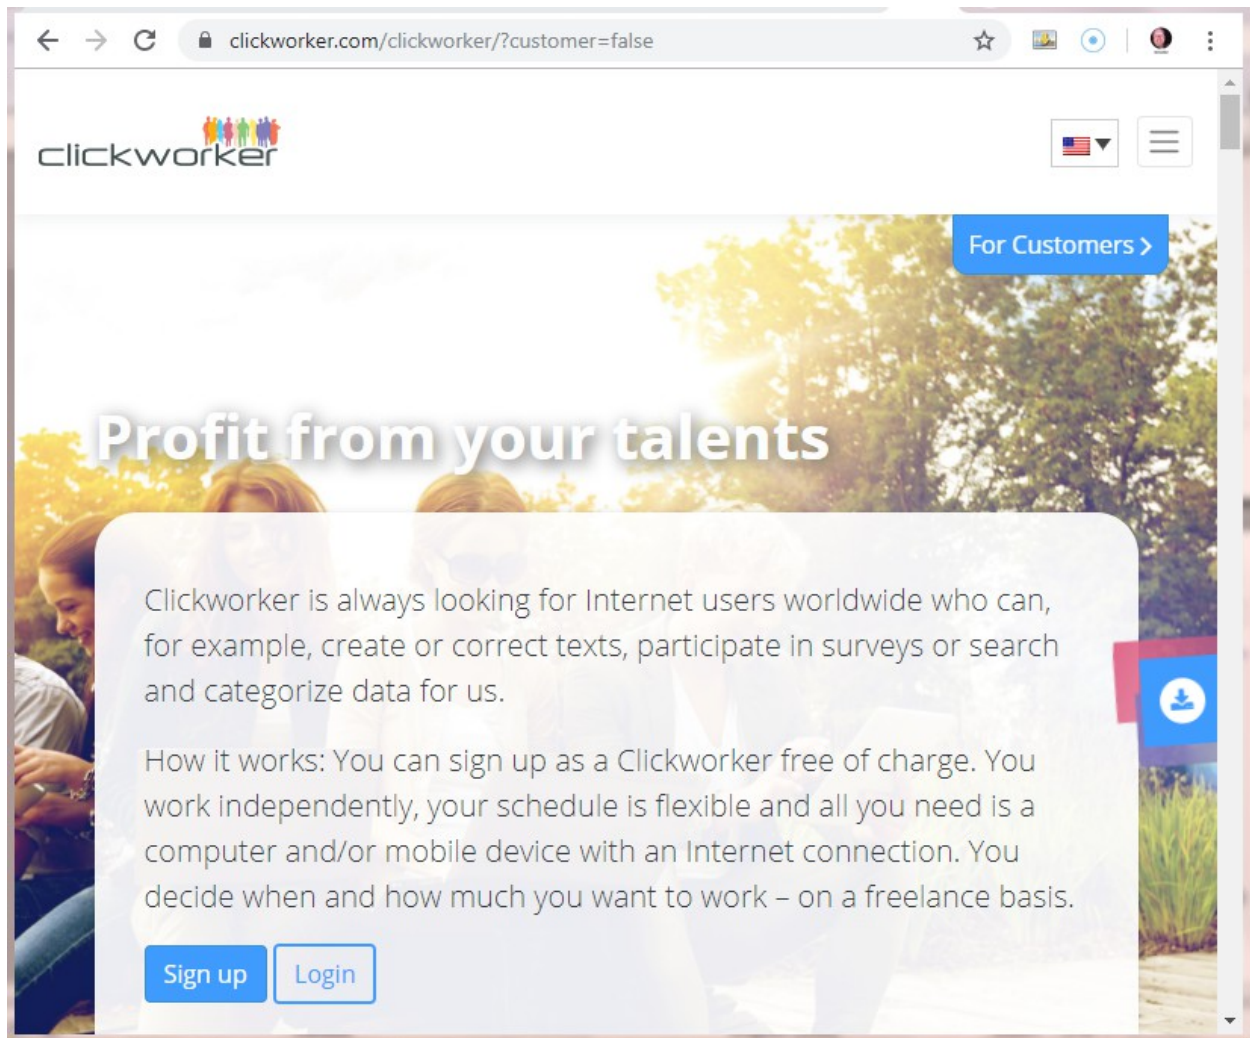 clickworker.com/clickworker/?customer=false
clickworker
For Customers
Profit from your talents
Clickworker is always looking for Internet users worldwide who can,
for example, create or correct texts, participate in surveys or search
and categorize data for us.
How it works: You can sign up as a Clickworker free of charge. You
work independently, your schedule is flexible and all you need is a
computer and/or mobile device with an Internet connection. You
decide when and how much you want to work – on a freelance basis.
Sign up
Login